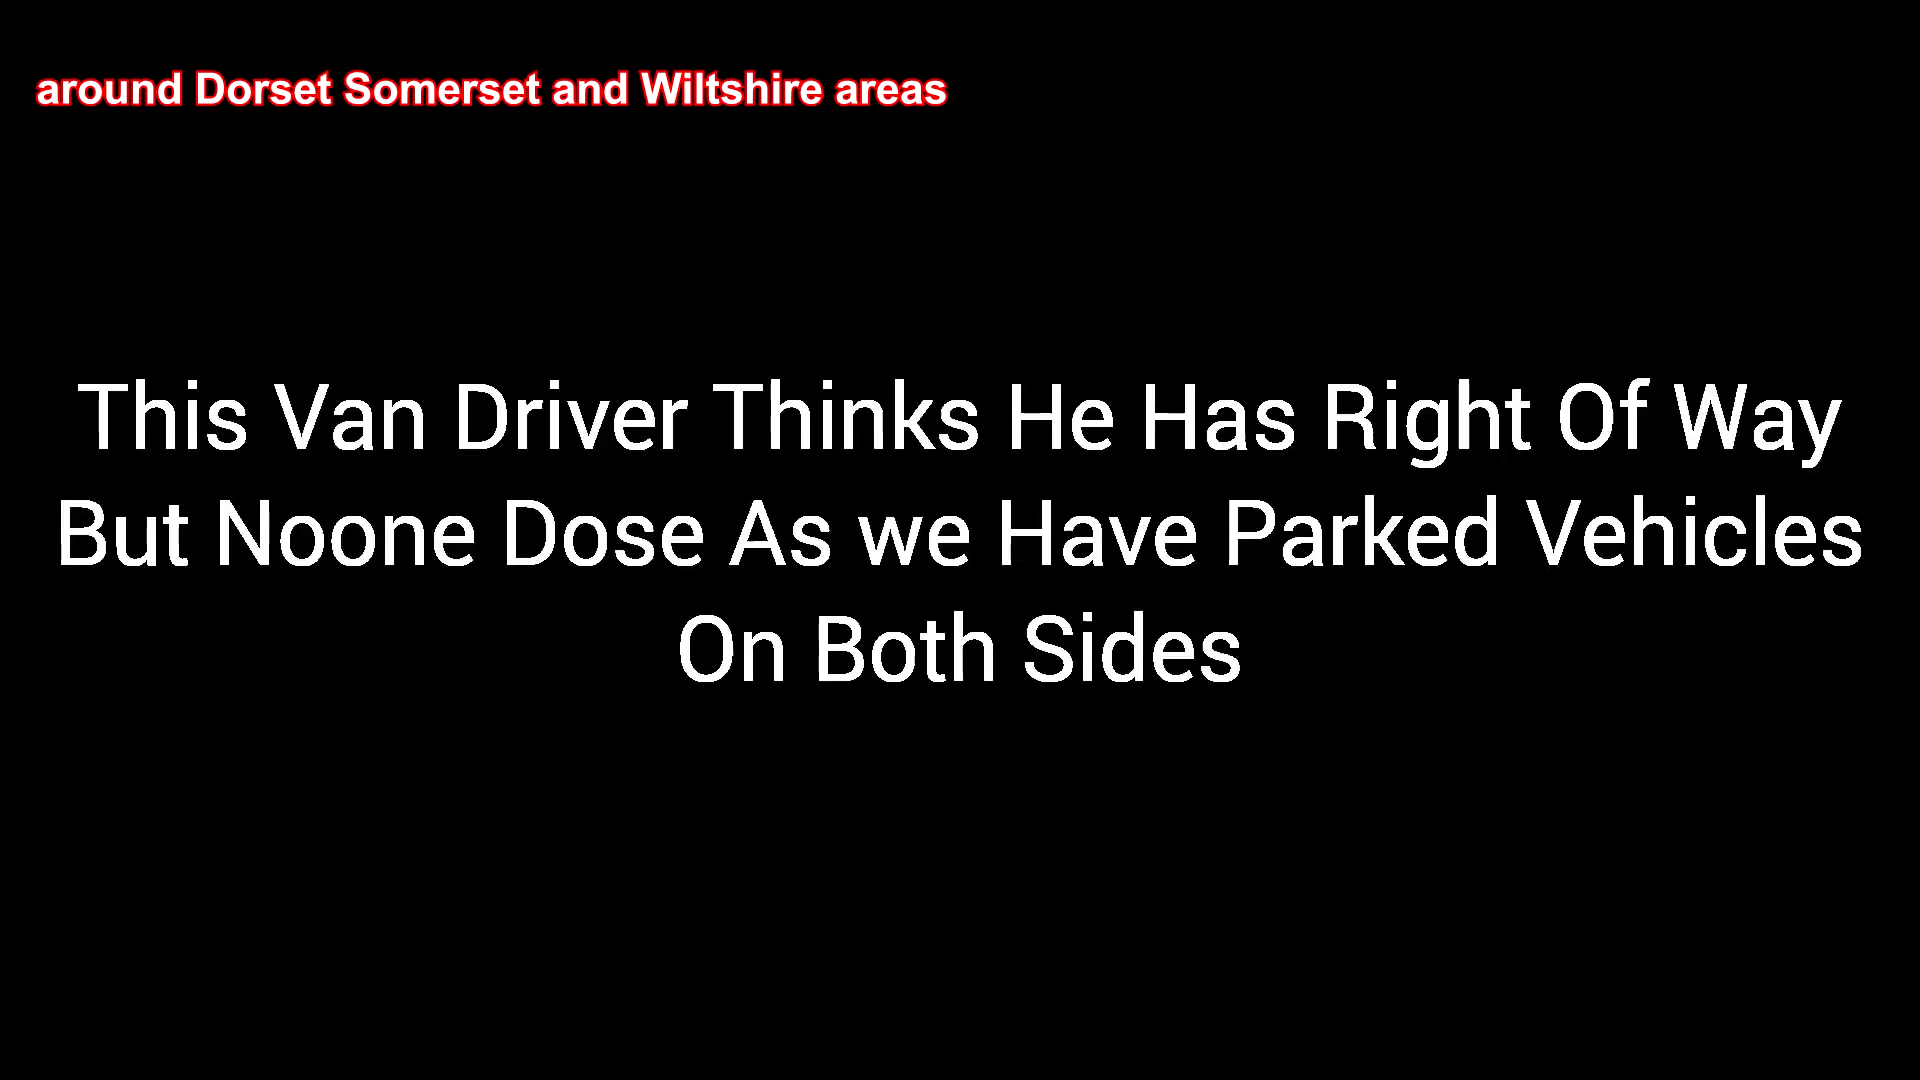 around Dorset Somerset and Wiltshire areas
This Van Driver Thinks He Has Right Of Way
But Noone Dose As we Have Parked Vehicles
On Both Sides